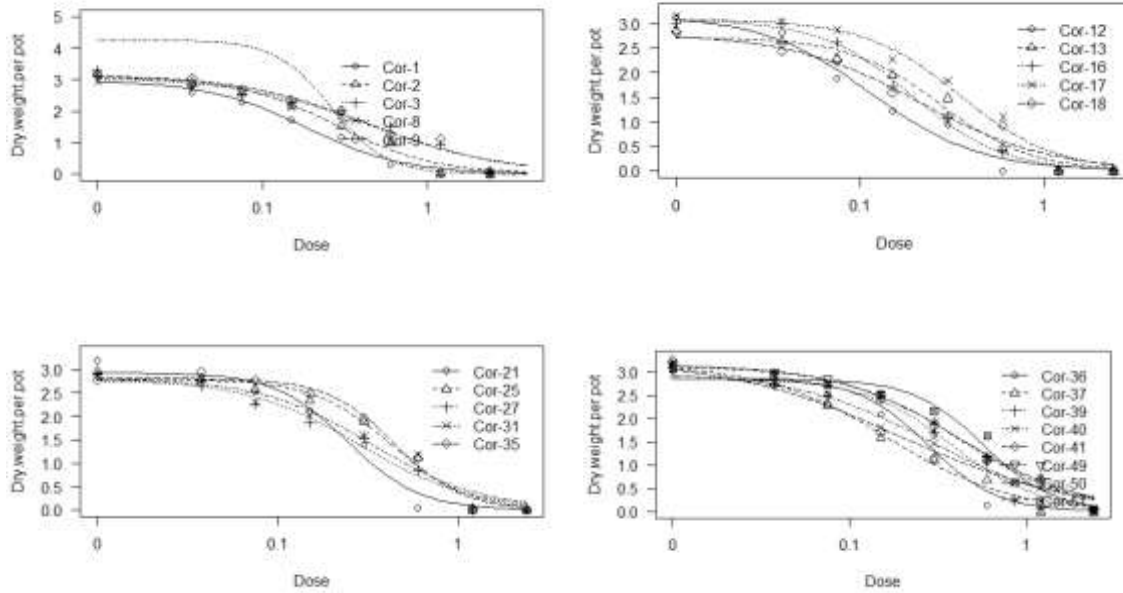 Dry.weight.per.pot
5
4
3
2
1
0
Cor-1
Cor-2
Cor-3
Cor-8
Cor-9
0
0.1
1
Dose
Dry.weight.per.pot
3.0
2.5
2.0
1.5
1.0
0.5
0.0
Cor-12
Cor-13
Cor-16
Cor-17
Cor-18
0
0.1
1
Dose
Dry.weight.per.pot
3.0
2.5
2.0
1.5
1.0
0.5
0.0
Cor-21
Cor-25
Cor-27
Cor-31
Cor-35
0
0.1
1
Dose
Dry.weight.per.pot
3.0
2.5
2.0
1.5
1.0
0.5
0.0
Cor-36
Cor-37
Cor-39
Cor-40
Cor-41
Cor-49
Cor-50
0
0.1
1
Dose